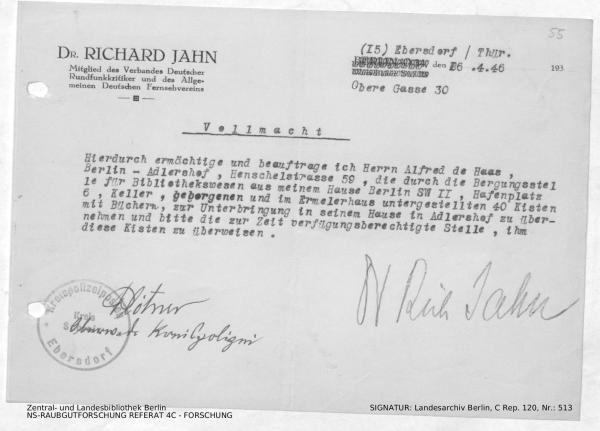 55
DR. RICHARD JAHN
Mitglied des Verbandes Deutscher
Rundfunkkritiker und des Allge-
meinen Deutschen Fernsehvereins
(15) Ebersdorf / Thür.
den 26 .4.46 193
Obere Gasse 30
Vollmacht
Hierdurch ermächtige und beauftrage ich Herrn Alfred de Haas ,
Berlin - Adlershof , Henschelstrasse 59 , die durch die Bergungsstel
le für Bibliothekswesen aus meinem Hause Berlin SW II , Hafenplatz
6 , Keller , geborgenen und im Ermelerhaus untergestellten 40 Kisten
mit Büchern, zur Unterbringung in seinem Hause in Adlershof zu über-
nehmen und bitte die zur Zeit verfügungsberechtigte Stelle , ihm
diese Kisten zu überweisen .
Dr Rich Jahn
Kreispolizeiposten
Kreis
Ebersdorf
Zentral- und Landesbibliothek Berlin
NS-RAUBGUTFORSCHUNG REFERAT 4C - FORSCHUNG
SIGNATUR: Landesarchiv Berlin, C Rep. 120, Nr.: 513